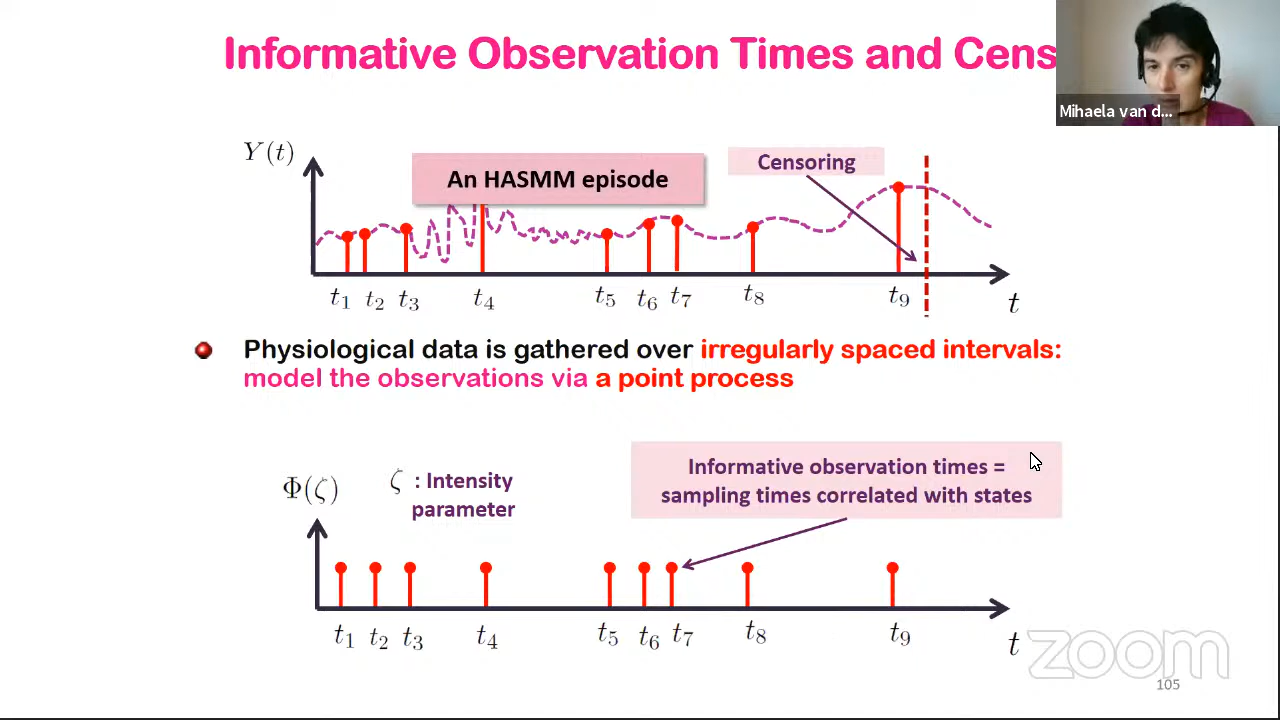 Informative Observation Times and Cens
Mihaela van d...
Y(t)
An HASMM episode
Censoring
t₁ t₂ t₃ t₄ t₅ t₆ t₇ t₈ t₉ t
Physiological data is gathered over irregularly spaced intervals:
model the observations via a point process
Φ(ζ)
ζ : Intensity
parameter
Informative observation times =
sampling times correlated with states
t₁ t₂ t₃ t₄ t₅ t₆ t₇ t₈ t₉ t
zoom
105